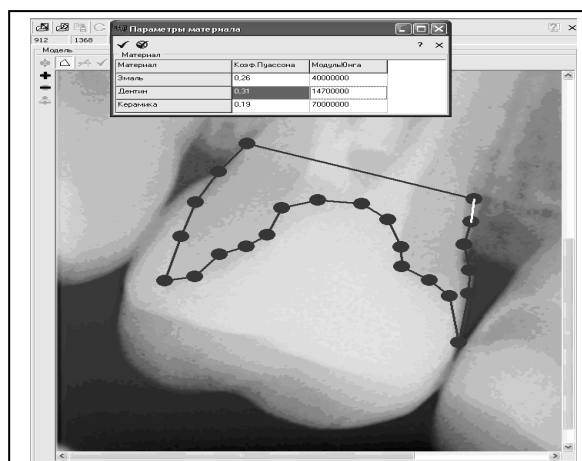 Параметры материала
912 1368
Модель
Материал
Материал Коэф.Пуассона МодульЮнга
Эмаль 0,26 40000000
Дентин 0,31 14700000
Керамика 0,19 70000000